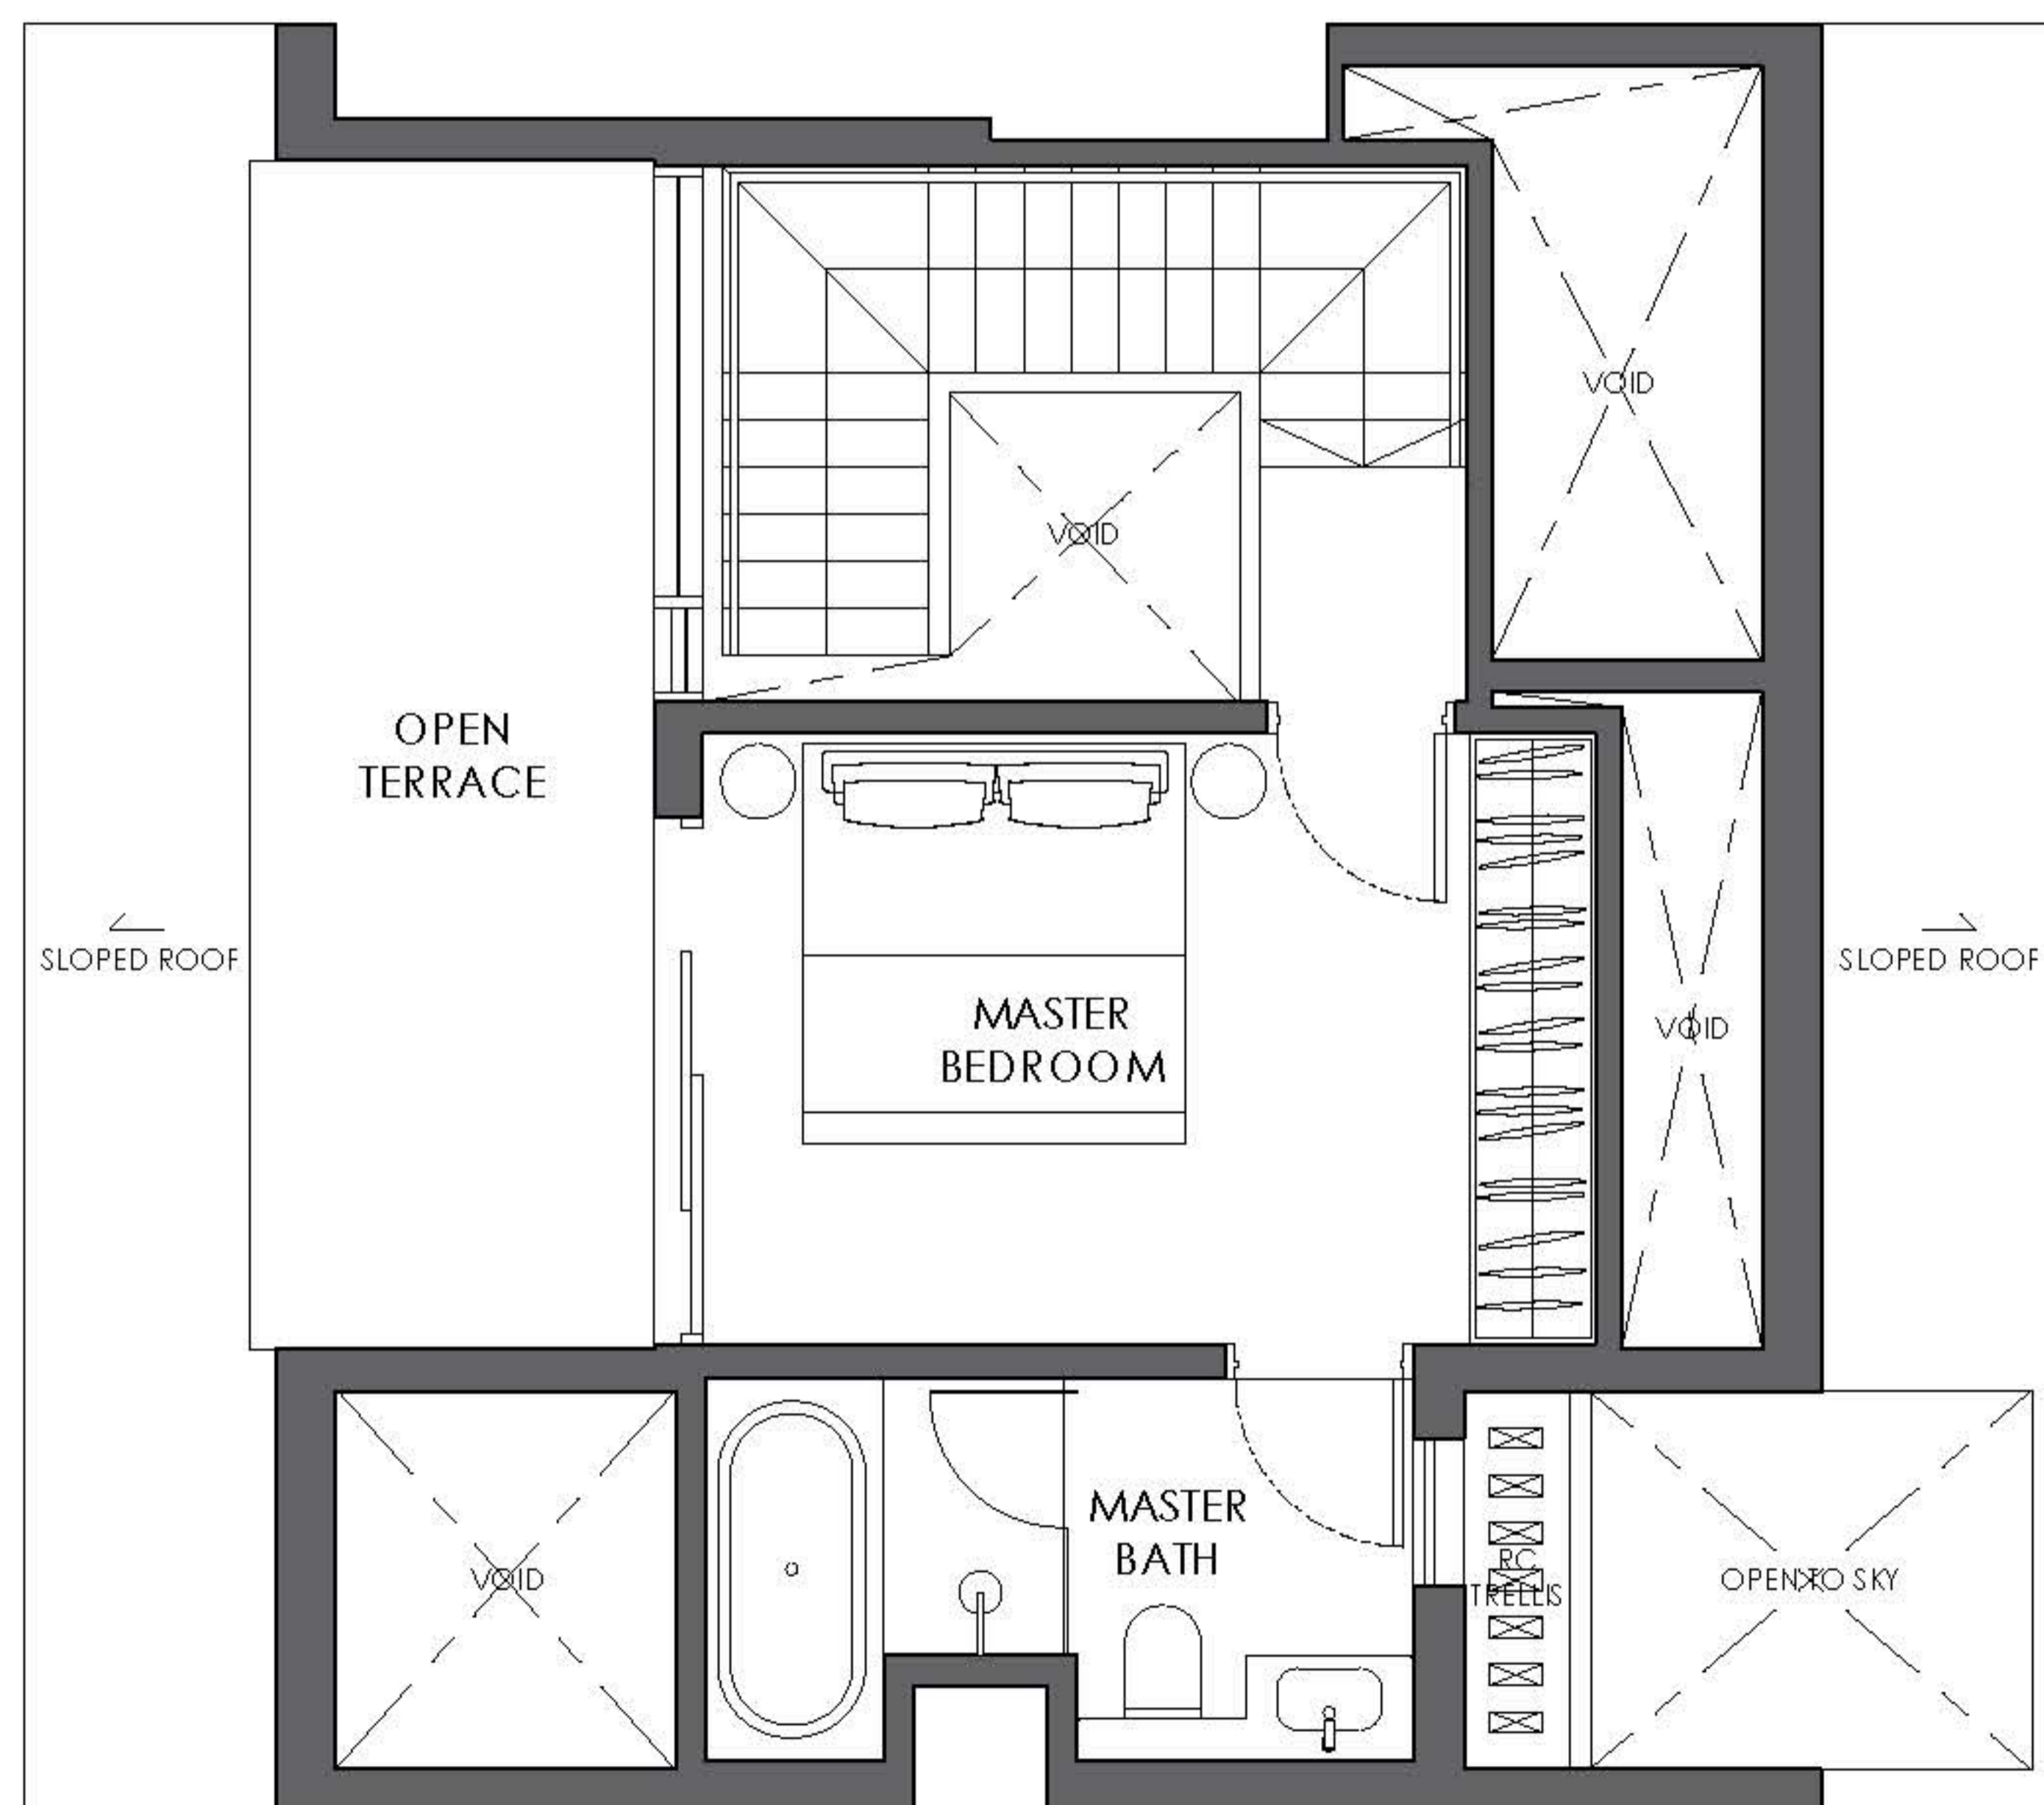 VOID
VOID
OPEN
TERRACE
SLOPED ROOF
SLOPED ROOF
MASTER
BEDROOM
VOID
MASTER
BATH
VOID
RC
TRELLIS
OPEN TO SKY